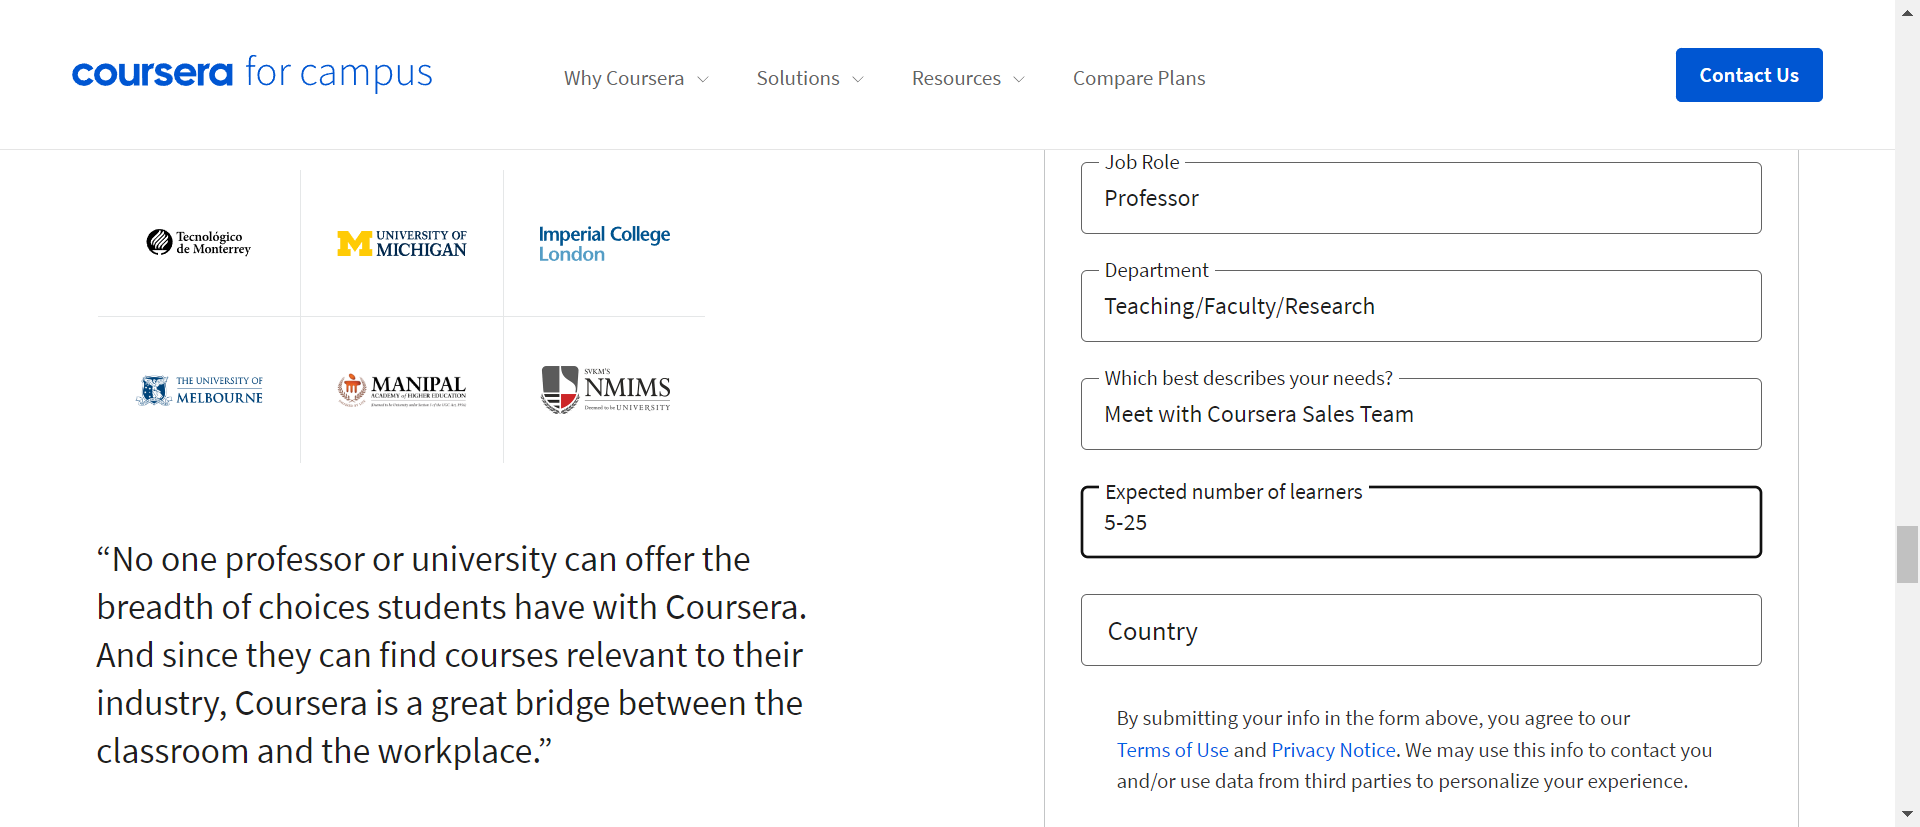 coursera for campus
Why Coursera
Solutions
Resources
Compare Plans
Contact Us
Tecnológico
de Monterrey
UNIVERSITY OF
MICHIGAN
Imperial College
London
THE UNIVERSITY OF
MELBOURNE
MANIPAL
ACADEMY of HIGHER EDUCATION
SVKM'S
NMIMS
Deemed to be UNIVERSITY
“No one professor or university can offer the
breadth of choices students have with Coursera.
And since they can find courses relevant to their
industry, Coursera is a great bridge between the
classroom and the workplace.”
Job Role
Professor
Department
Teaching/Faculty/Research
Which best describes your needs?
Meet with Coursera Sales Team
Expected number of learners
5-25
Country
By submitting your info in the form above, you agree to our
Terms of Use and Privacy Notice. We may use this info to contact you
and/or use data from third parties to personalize your experience.